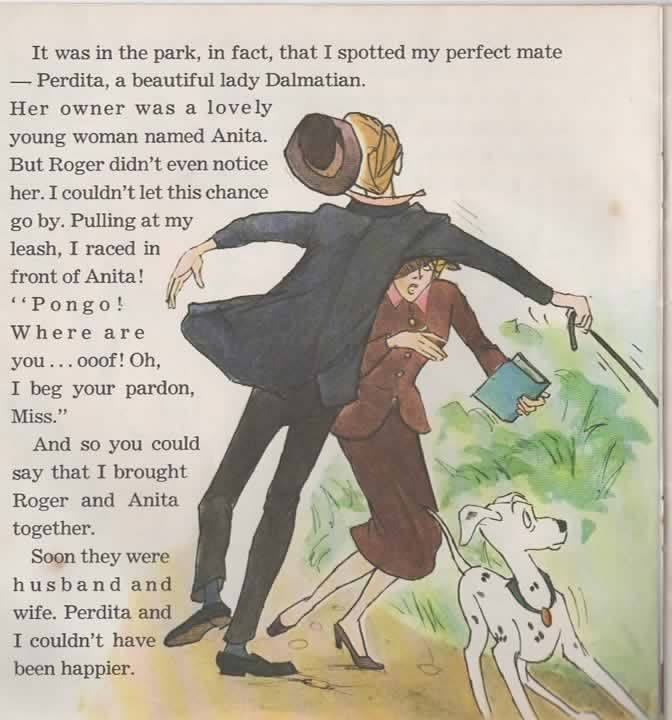 It was in the park, in fact, that I spotted my perfect mate
— Perdita, a beautiful lady Dalmatian.
Her owner was a lovely
young woman named Anita.
But Roger didn't even notice
her. I couldn't let this chance
go by. Pulling at my
leash, I raced in
front of Anita!
‘‘Pongo!
Where are
you . . . ooof! Oh,
I beg your pardon,
Miss.”
And so you could
say that I brought
Roger and Anita
together.
Soon they were
husband and
wife. Perdita and
I couldn't have
been happier.